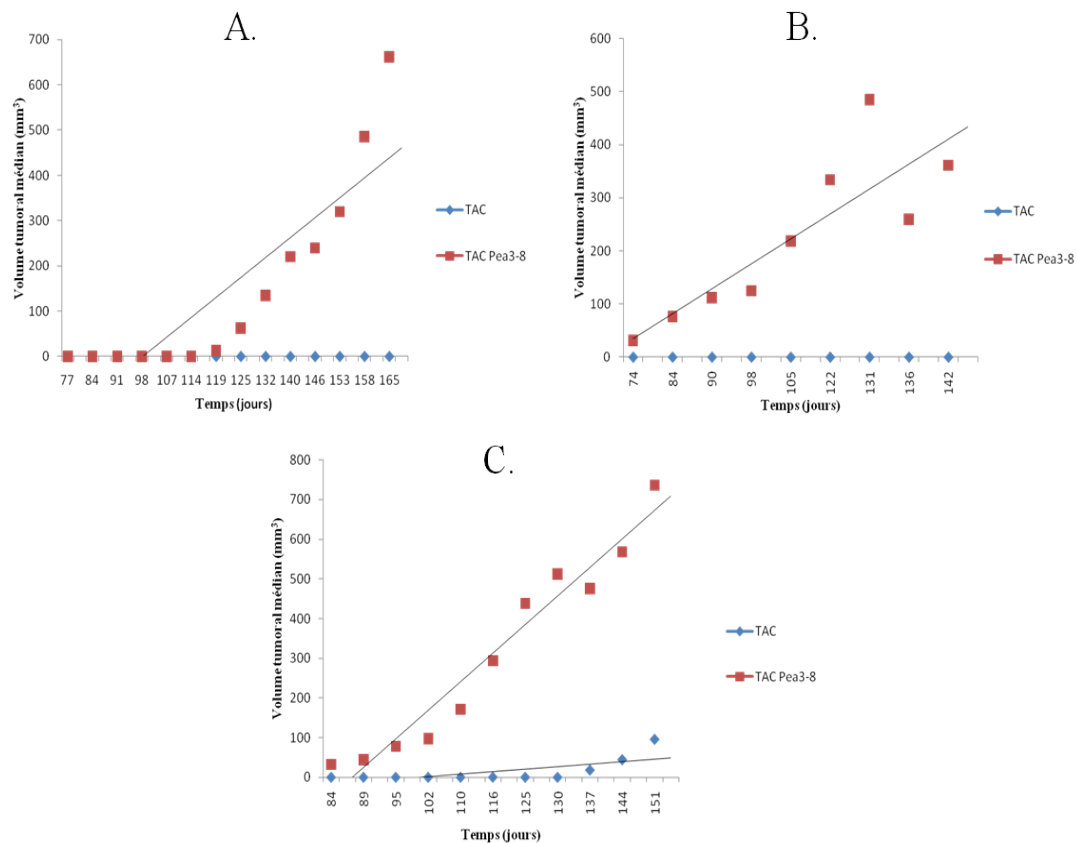 A.
Volume tumoral médian (mm³)
700
600
500
400
300
200
100
0
77 84 91 98 107 114 119 125 132 140 146 153 158 165
Temps (jours)
TAC
TAC Pea3-8
B.
Volume tumoral médian (mm³)
600
500
400
300
200
100
0
74 84 90 98 105 122 131 136 142
Temps (jours)
TAC
TAC Pea3-8
C.
Volume tumoral médian (mm³)
800
700
600
500
400
300
200
100
0
84 89 95 102 110 116 125 130 137 144 151
Temps (jours)
TAC
TAC Pea3-8